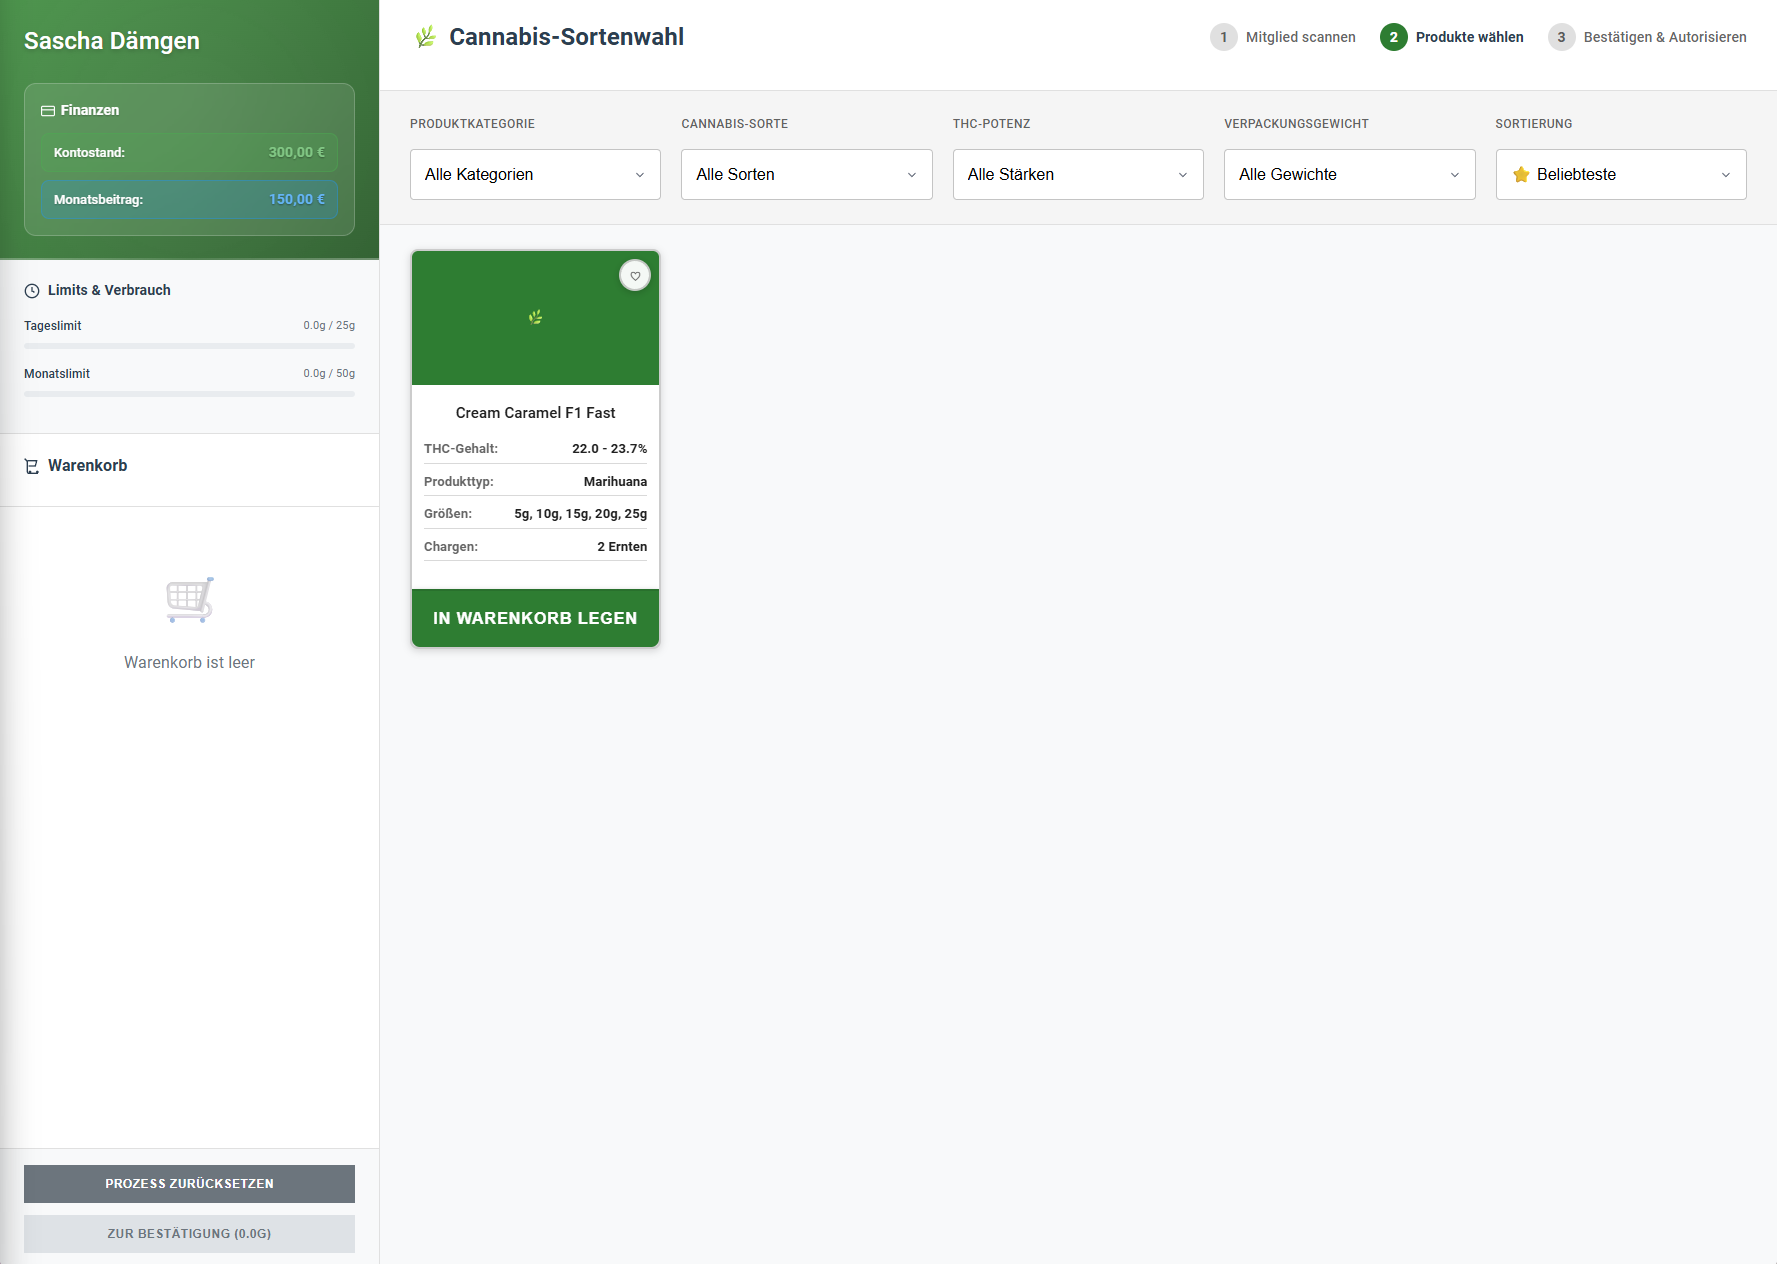 Sascha Dämgen
Finanzen
Kontostand: 300,00 €
Monatsbeitrag: 150,00 €
Limits & Verbrauch
Tageslimit 0.0g / 25g
Monatslimit 0.0g / 50g
Warenkorb
Warenkorb ist leer
PROZESS ZURÜCKSETZEN
ZUR BESTÄTIGUNG (0.0G)
Cannabis-Sortenwahl
1 Mitglied scannen
2 Produkte wählen
3 Bestätigen & Autorisieren
PRODUKTKATEGORIE
Alle Kategorien
CANNABIS-SORTE
Alle Sorten
THC-POTENZ
Alle Stärken
VERPACKUNGSGEWICHT
Alle Gewichte
SORTIERUNG
Beliebteste
Cream Caramel F1 Fast
THC-Gehalt: 22.0 - 23.7%
Produkttyp: Marihuana
Größen: 5g, 10g, 15g, 20g, 25g
Chargen: 2 Ernten
IN WARENKORB LEGEN